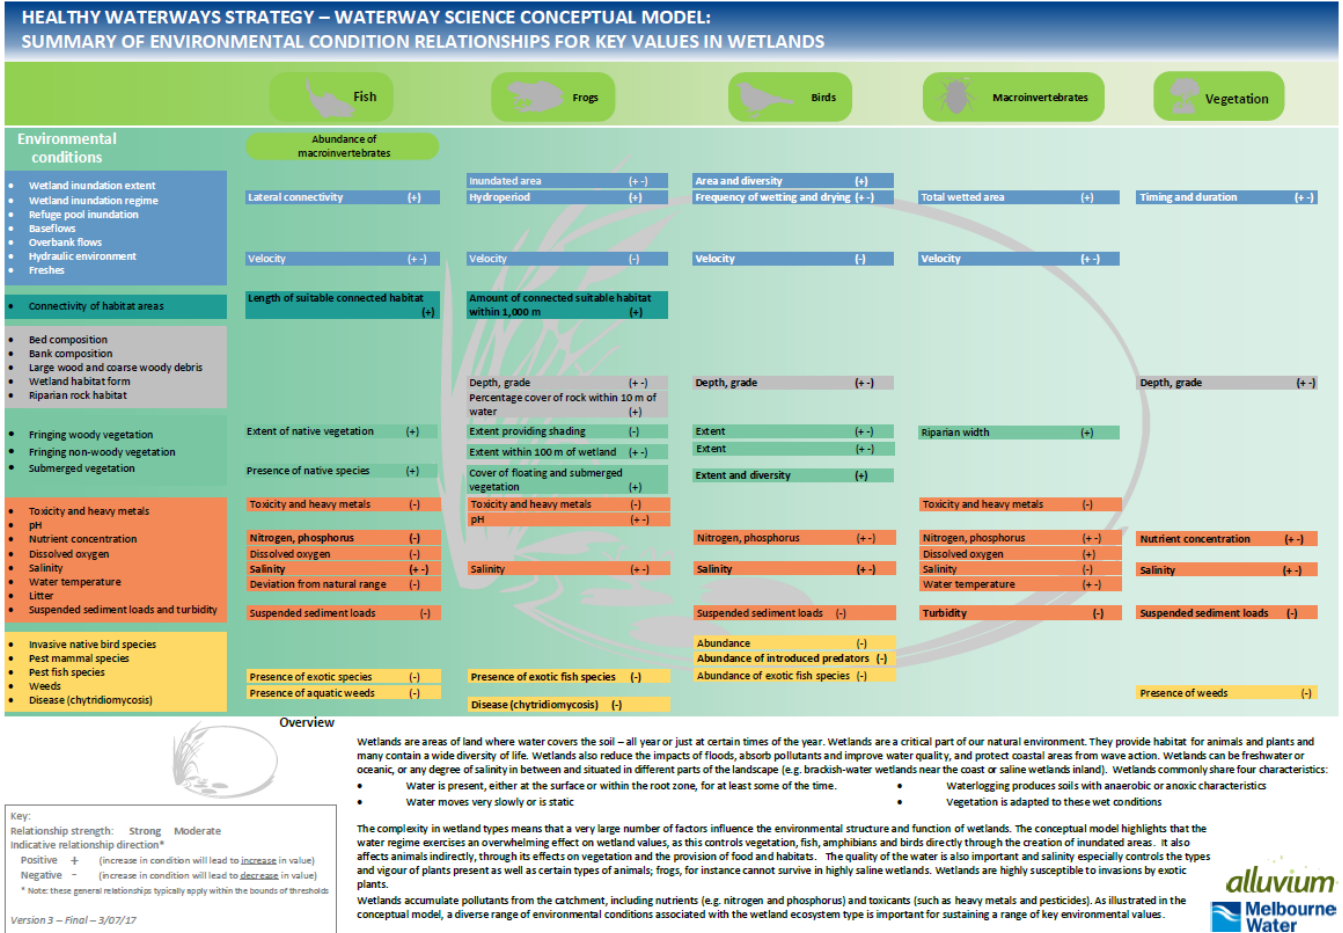 HEALTHY WATERWAYS STRATEGY – WATERWAY SCIENCE CONCEPTUAL MODEL:
SUMMARY OF ENVIRONMENTAL CONDITION RELATIONSHIPS FOR KEY VALUES IN WETLANDS
Fish
Frogs
Birds
Macroinvertebrates
Vegetation
Environmental
conditions
Abundance of
macroinvertebrates
• Wetland inundation extent
• Wetland inundation regime
• Refuge pool inundation
• Baseflows
• Overbank flows
• Hydraulic environment
• Freshes
Lateral connectivity (+)
Velocity (+ -)
Inundated area (+ -)
Hydroperiod (+)
Velocity (-)
Area and diversity (+)
Frequency of wetting and drying (+ -)
Velocity (-)
Total wetted area (+)
Velocity (+ -)
Timing and duration (+ -)
• Connectivity of habitat areas
Length of suitable connected habitat
(+)
Amount of connected suitable habitat
within 1,000 m (+)
• Bed composition
• Bank composition
• Large wood and coarse woody debris
• Wetland habitat form
• Riparian rock habitat
Depth, grade (+ -)
Percentage cover of rock within 10 m of
water (+)
Depth, grade (+ -)
Depth, grade (+ -)
• Fringing woody vegetation
• Fringing non-woody vegetation
• Submerged vegetation
Extent of native vegetation (+)
Presence of native species (+)
Extent providing shading (-)
Extent within 100 m of wetland (+ -)
Cover of floating and submerged
vegetation (+)
Extent (+ -)
Extent (+ -)
Extent and diversity (+)
Riparian width (+)
• Toxicity and heavy metals
• pH
• Nutrient concentration
• Dissolved oxygen
• Salinity
• Water temperature
• Litter
• Suspended sediment loads and turbidity
Toxicity and heavy metals (-)
Nitrogen, phosphorus (-)
Dissolved oxygen (-)
Salinity (+ -)
Deviation from natural range (-)
Suspended sediment loads (-)
Toxicity and heavy metals (-)
pH (+ -)
Salinity (+ -)
Nitrogen, phosphorus (+ -)
Salinity (+ -)
Suspended sediment loads (-)
Toxicity and heavy metals (-)
Nitrogen, phosphorus (+ -)
Dissolved oxygen (+)
Salinity (-)
Water temperature (+ -)
Turbidity (-)
Nutrient concentration (+ -)
Salinity (+ -)
Suspended sediment loads (-)
• Invasive native bird species
• Pest mammal species
• Pest fish species
• Weeds
• Disease (chytridiomycosis)
Presence of exotic species (-)
Presence of aquatic weeds (-)
Presence of exotic fish species (-)
Disease (chytridiomycosis) (-)
Abundance (-)
Abundance of introduced predators (-)
Abundance of exotic fish species (-)
Presence of weeds (-)
Overview
Wetlands are areas of land where water covers the soil – all year or just at certain times of the year. Wetlands are a critical part of our natural environment. They provide habitat for animals and plants and
many contain a wide diversity of life. Wetlands also reduce the impacts of floods, absorb pollutants and improve water quality, and protect coastal areas from wave action. Wetlands can be freshwater or
oceanic, or any degree of salinity in between and situated in different parts of the landscape (e.g. brackish-water wetlands near the coast or saline wetlands inland). Wetlands commonly share four characteristics:
• Water is present, either at the surface or within the root zone, for at least some of the time.
• Water moves very slowly or is static
• Waterlogging produces soils with anaerobic or anoxic characteristics
• Vegetation is adapted to these wet conditions
The complexity in wetland types means that a very large number of factors influence the environmental structure and function of wetlands. The conceptual model highlights that the
water regime exercises an overwhelming effect on wetland values, as this controls vegetation, fish, amphibians and birds directly through the creation of inundated areas. It also
affects animals indirectly, through its effects on vegetation and the provision of food and habitats. The quality of the water is also important and salinity especially controls the types
and vigour of plants present as well as certain types of animals; frogs, for instance cannot survive in highly saline wetlands. Wetlands are highly susceptible to invasions by exotic
plants.
Wetlands accumulate pollutants from the catchment, including nutrients (e.g. nitrogen and phosphorus) and toxicants (such as heavy metals and pesticides). As illustrated in the
conceptual model, a diverse range of environmental conditions associated with the wetland ecosystem type is important for sustaining a range of key environmental values.
Key:
Relationship strength: Strong Moderate
Indicative relationship direction*
Positive + (increase in condition will lead to increase in value)
Negative - (increase in condition will lead to decrease in value)
* Note: these general relationships typically apply within the bounds of thresholds
Version 3 – Final – 3/07/17
alluvium
Melbourne
Water